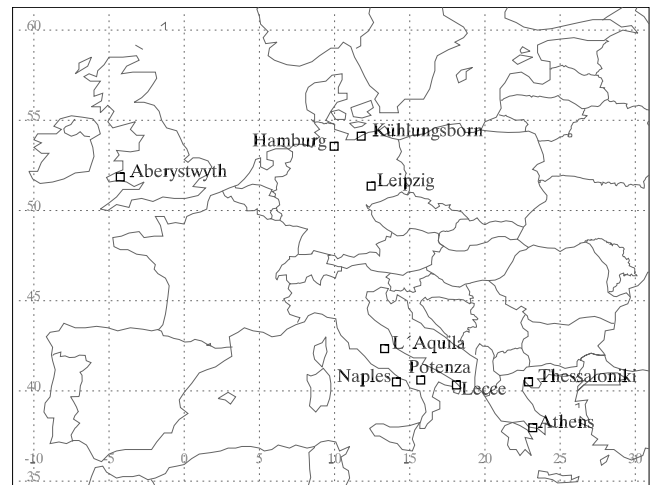 .60
.55
Kühlungsborn
Hamburg
Aberystwyth
Leipzig
.50
.45
L´Aquila
Potenza
Naples
Lecce
Thessaloniki
.40
Athens
-10 -5 0 5 10 15 20 25 30
.35